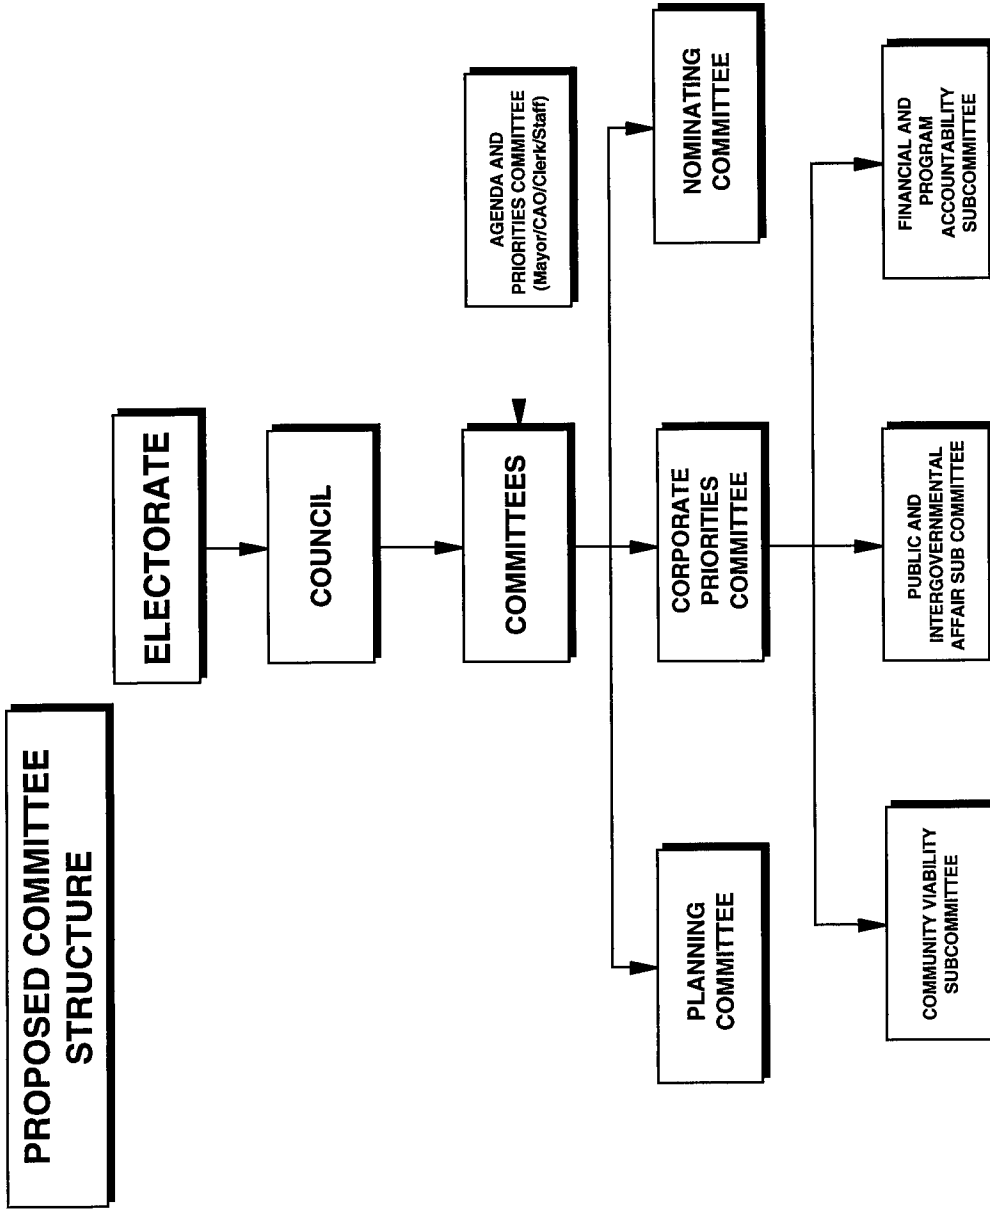 PROPOSED COMMITTEE
STRUCTURE
ELECTORATE
COUNCIL
COMMITTEES
AGENDA AND
PRIORITIES COMMITTEE
(Mayor/CAO/Clerk/Staff)
PLANNING
COMMITTEE
CORPORATE
PRIORITIES
COMMITTEE
NOMINATING
COMMITTEE
COMMUNITY VIABILITY
SUBCOMMITTEE
PUBLIC AND
INTERGOVERNMENTAL
AFFAIR SUB COMMITTEE
FINANCIAL AND
PROGRAM
ACCOUNTABILITY
SUBCOMMITTEE